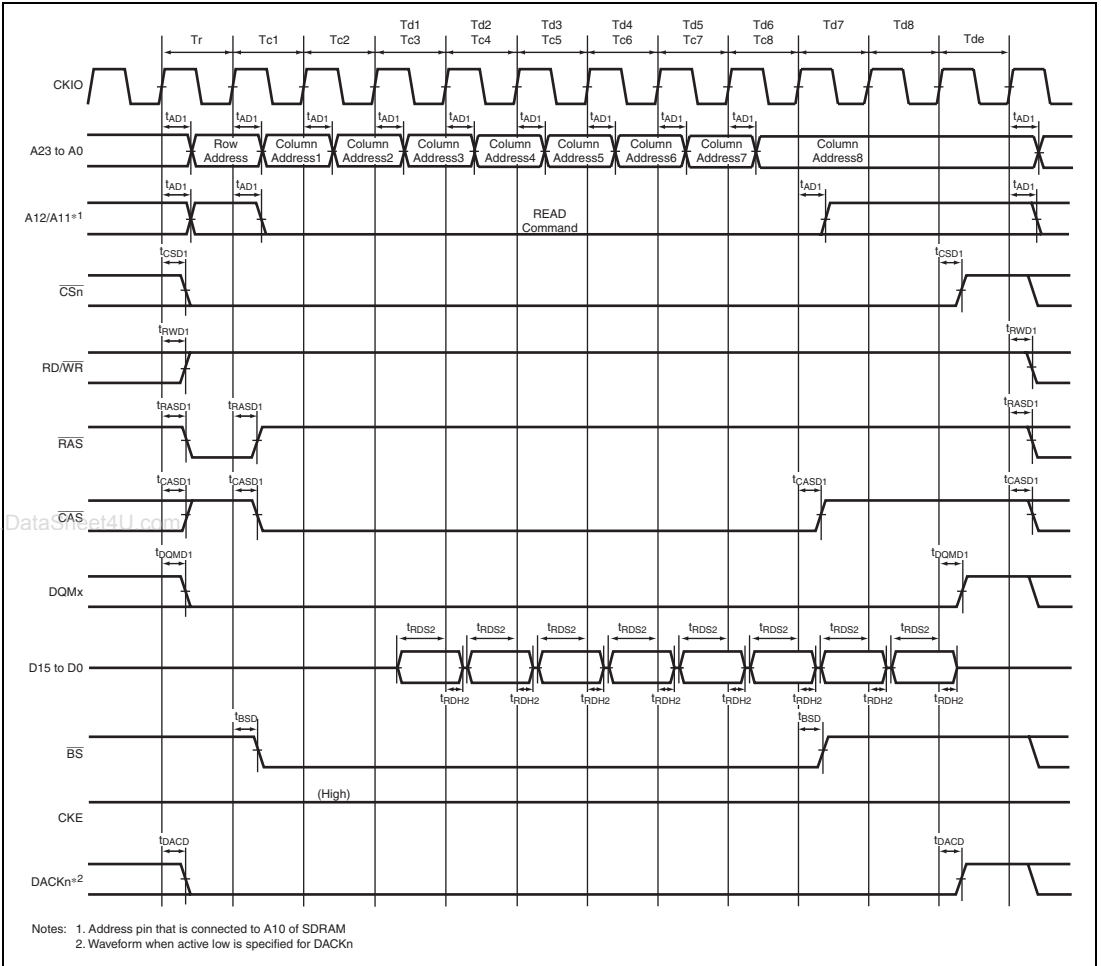 Td1 Td2 Td3 Td4 Td5 Td6 Td7 Td8
Tr Tc1 Tc2 Tc3 Tc4 Tc5 Tc6 Tc7 Tc8 Tde
CKIO
tAD1 tAD1 tAD1 tAD1 tAD1 tAD1 tAD1 tAD1 tAD1 tAD1
A23 to A0
Row Address
Column Address1
Column Address2
Column Address3
Column Address4
Column Address5
Column Address6
Column Address7
Column Address8
tAD1 tAD1 tAD1 tAD1
A12/A11*1
READ Command
tCSD1 tCSD1
CSn
tRWD1 tRWD1
RD/WR
tRASD1 tRASD1 tRASD1
RAS
tCASD1 tCASD1 tCASD1 tCASD1
CAS
DataSheet4U.com
tDQMD1 tDQMD1
DQMx
tRDS2 tRDS2 tRDS2 tRDS2 tRDS2 tRDS2 tRDS2 tRDS2
D15 to D0
tRDH2 tRDH2 tRDH2 tRDH2 tRDH2 tRDH2 tRDH2 tRDH2
tBSD tBSD
BS
(High)
CKE
tDACD tDACD
DACKn*2
Notes: 1. Address pin that is connected to A10 of SDRAM
2. Waveform when active low is specified for DACKn